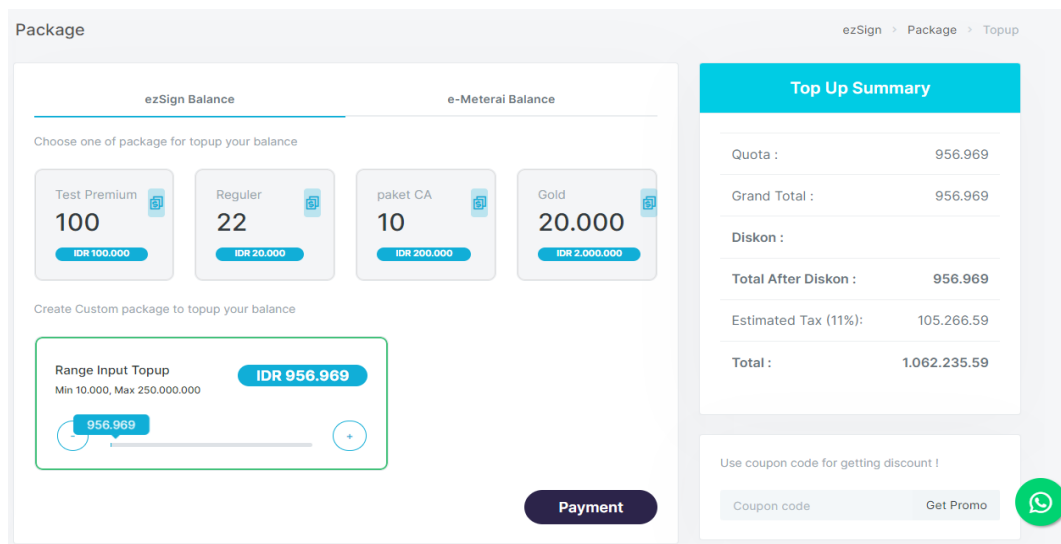 Package
ezSign > Package > Topup
ezSign Balance
e-Meterai Balance
Choose one of package for topup your balance
Test Premium
100
IDR 100.000
Reguler
22
IDR 20.000
paket CA
10
IDR 200.000
Gold
20.000
IDR 2.000.000
Create Custom package to topup your balance
Range Input Topup
Min 10.000, Max 250.000.000
IDR 956.969
-
956.969
+
Payment
Top Up Summary
Quota : 956.969
Grand Total : 956.969
Diskon :
Total After Diskon : 956.969
Estimated Tax (11%): 105.266.59
Total : 1.062.235.59
Use coupon code for getting discount !
Coupon code
Get Promo